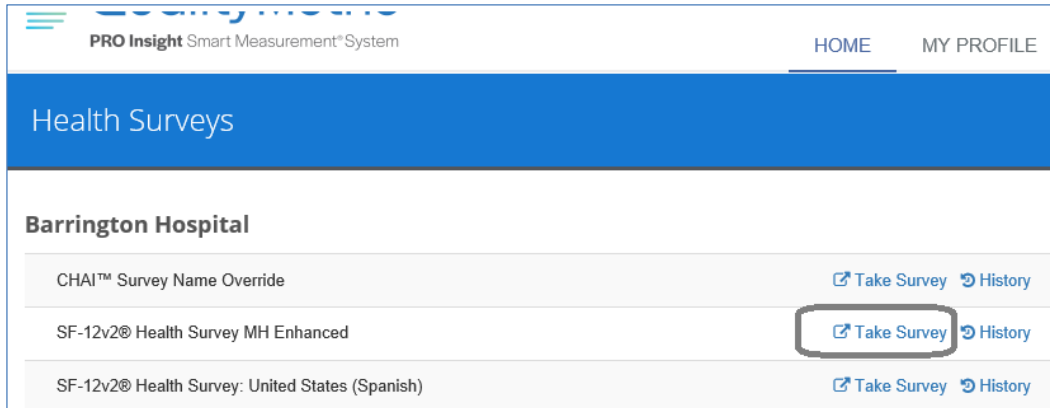 PRO Insight Smart Measurement® System
HOME MY PROFILE
Health Surveys
Barrington Hospital
CHAI™ Survey Name Override Take Survey History
SF-12v2® Health Survey MH Enhanced Take Survey History
SF-12v2® Health Survey: United States (Spanish) Take Survey History